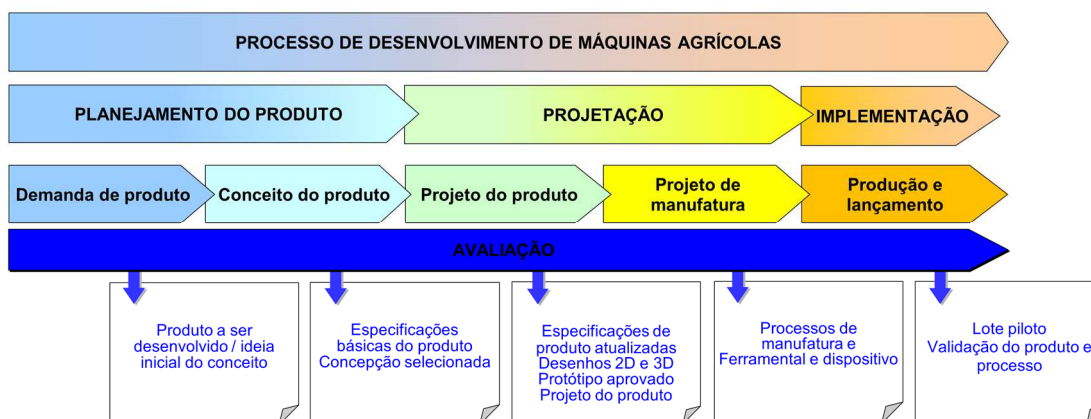 PROCESSO DE DESENVOLVIMENTO DE MÁQUINAS AGRÍCOLAS
PLANEJAMENTO DO PRODUTO
PROJETAÇÃO
IMPLEMENTAÇÃO
Demanda de produto
Conceito do produto
Projeto do produto
Projeto de
manufatura
Produção e
lançamento
AVALIAÇÃO
Produto a ser
desenvolvido / ideia
inicial do conceito
Especificações
básicas do produto
Concepção selecionada
Especificações de
produto atualizadas
Desenhos 2D e 3D
Protótipo aprovado
Projeto do produto
Processos de
manufatura e
Ferramental e dispositivo
Lote piloto
Validação do produto e
processo